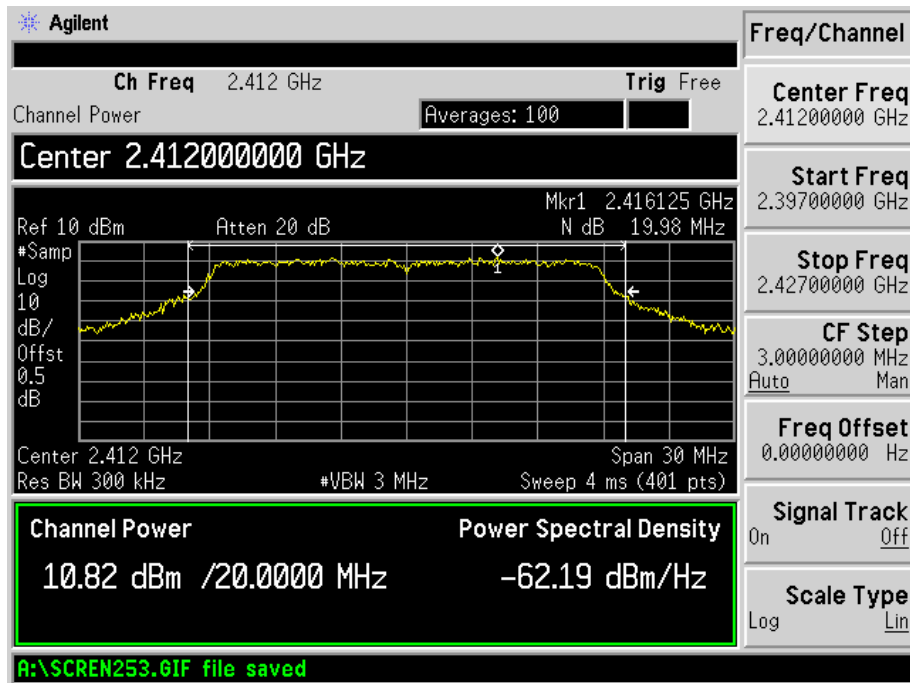 Agilent
Freq/Channel
Ch Freq 2.412 GHz Trig Free
Channel Power Averages: 100
Center 2.412000000 GHz
Mkr1 2.416125 GHz
Ref 10 dBm Atten 20 dB N dB 19.98 MHz
#Samp
Log
10
dB/
Offst
0.5
dB
1
Center 2.412 GHz Span 30 MHz
Res BW 300 kHz #VBW 3 MHz Sweep 4 ms (401 pts)
Channel Power Power Spectral Density
10.82 dBm /20.0000 MHz -62.19 dBm/Hz
A:\SCREN253.GIF file saved
Center Freq
2.41200000 GHz
Start Freq
2.39700000 GHz
Stop Freq
2.42700000 GHz
CF Step
3.00000000 MHz
Auto Man
Freq Offset
0.00000000 Hz
Signal Track
On Off
Scale Type
Log Lin